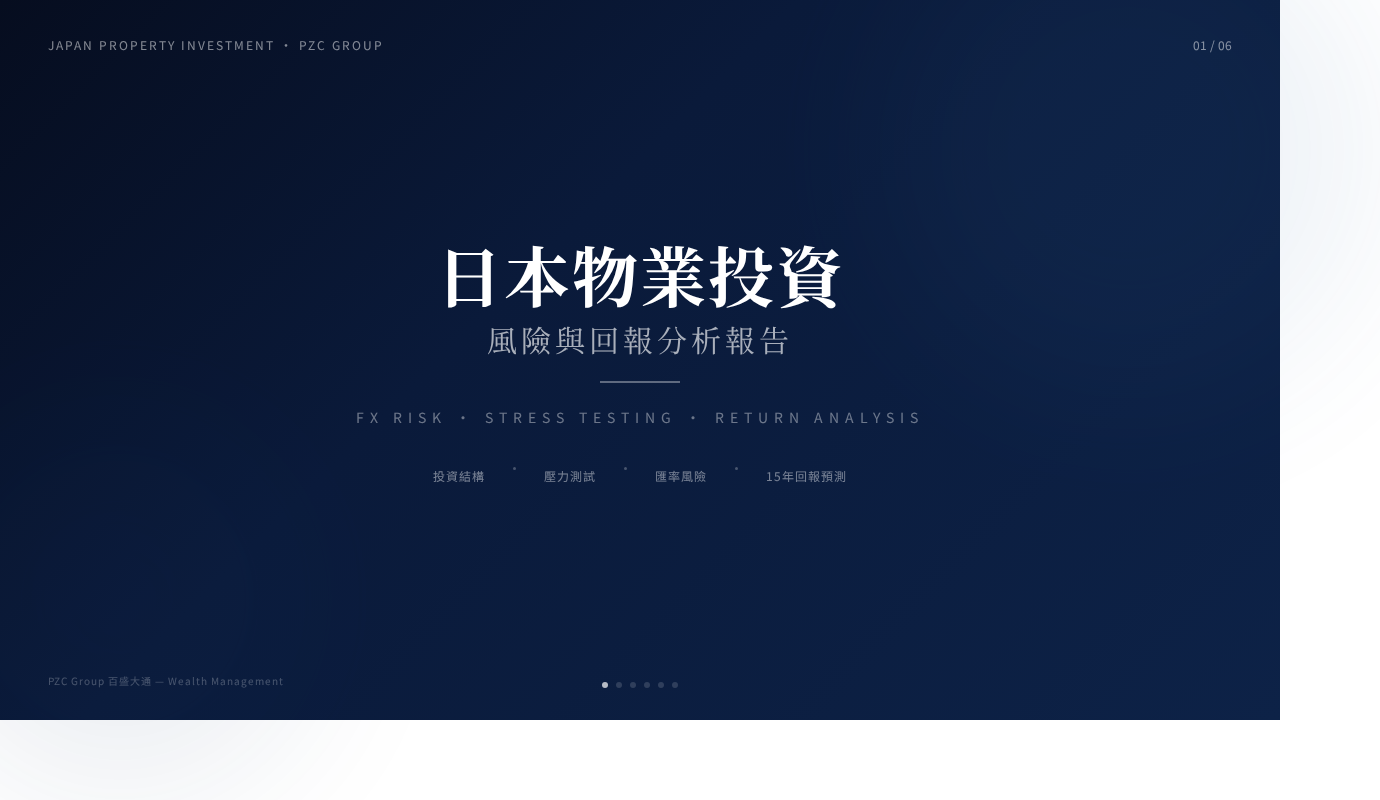 JAPAN PROPERTY INVESTMENT • PZC GROUP
01 / 06
日本物業投資
風險與回報分析報告
FX RISK • STRESS TESTING • RETURN ANALYSIS
投資結構 • 壓力測試 • 匯率風險 • 15年回報預測
PZC Group 百盛大通 — Wealth Management